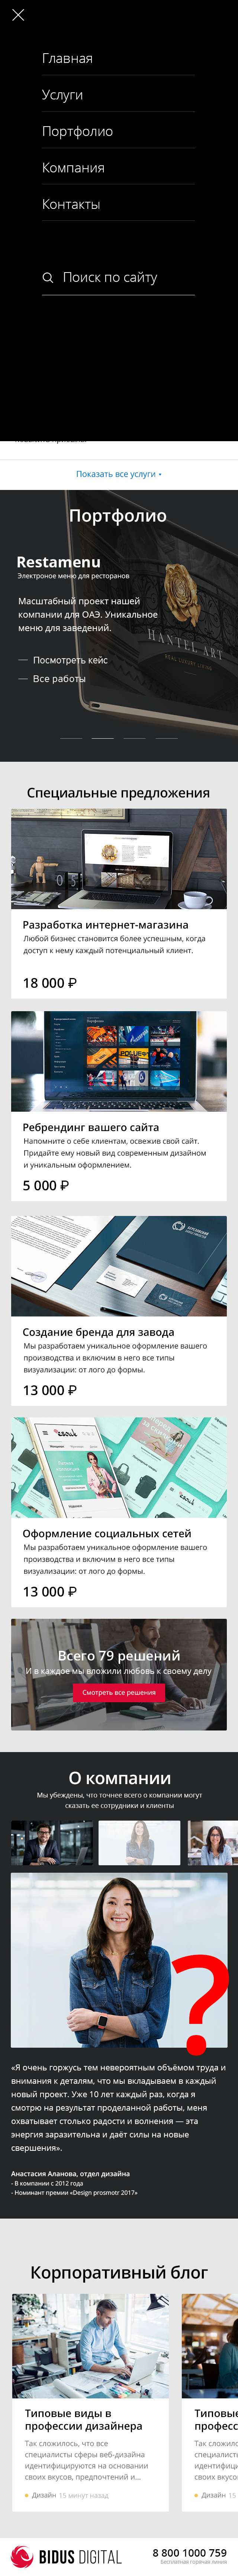 Главная
Услуги
Портфолио
Компания
Контакты
Поиск по сайту
Показать все услуги
Портфолио
Restamenu
Электронное меню для ресторанов
Масштабный проект нашей
компании для ОАЭ. Уникальное
меню для заведений.
Посмотреть кейс
Все работы
HANTEL ART
REAL LUXURY LIVING
Специальные предложения
Разработка интернет-магазина
Любой бизнес становится более успешным, когда
доступ к нему каждый потенциальный клиент.
18 000 ₽
Ребрендинг вашего сайта
Напомните о себе клиентам, освежив свой сайт.
Придайте ему новый вид современным дизайном
и уникальным оформлением.
5 000 ₽
Создание бренда для завода
Мы разработаем уникальное оформление вашего
производства и включим в него все типы
визуализации: от лого до формы.
13 000 ₽
Оформление социальных сетей
Мы разработаем уникальное оформление вашего
производства и включим в него все типы
визуализации: от лого до формы.
13 000 ₽
Всего 79 решений
И в каждое мы вложили любовь к своему делу
Смотреть все решения
О компании
Мы убеждены, что точнее всего о компании могут
сказать ее сотрудники и клиенты
?
«Я очень горжусь тем невероятным объёмом труда и
внимания к деталям, что мы вкладываем в каждый
новый проект. Уже 10 лет каждый раз, когда я
смотрю на результат проделанной работы, меня
охватывает столько радости и волнения — эта
энергия заразительна и даёт силы на новые
свершения».
Анастасия Аланова, отдел дизайна
- В компании с 2012 года
- Номинант премии «Design prosmotr 2017»
Корпоративный блог
Типовые виды в
профессии дизайнера
Так сложилось, что все
специалисты сферы веб-дизайна
идентифицируются на основании
своих вкусов, предпочтений и...
Дизайн 15 минут назад
Типовые
професс
Так сложилос
специалисть
идентифици
своих вкусо
Дизайн 15
BIDUS DIGITAL
8 800 1000 759
Бесплатная горячая линия